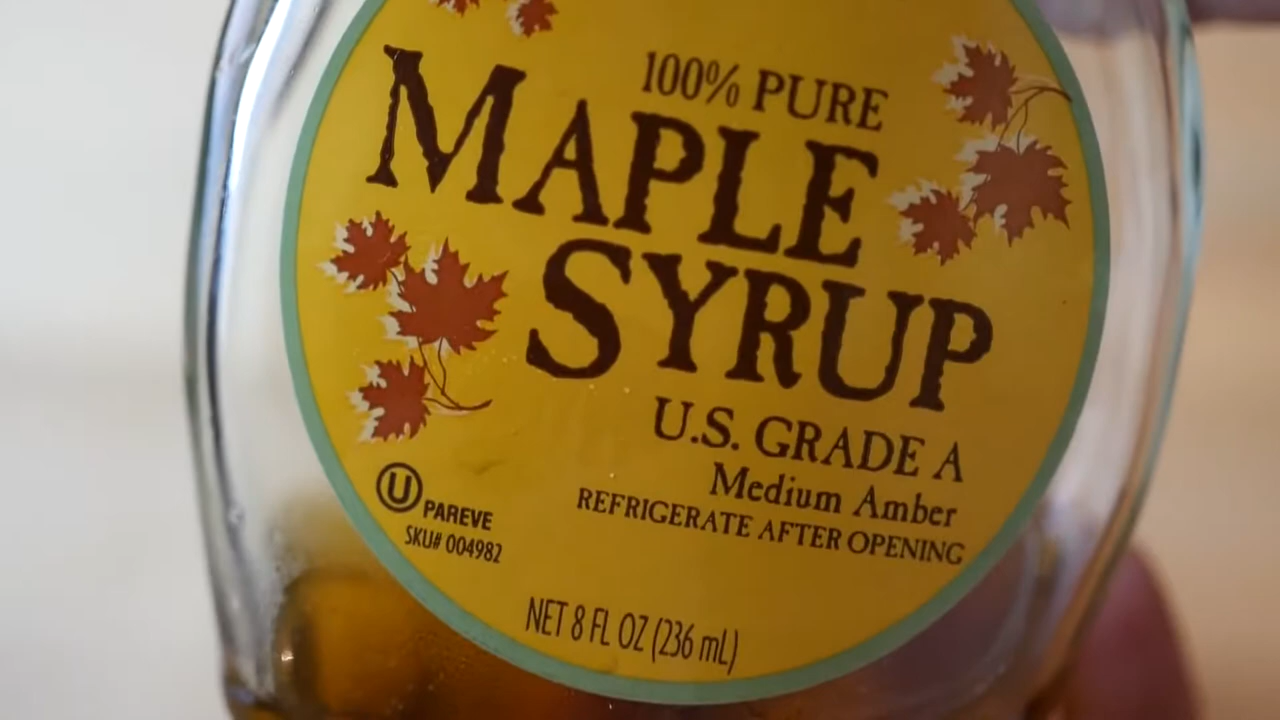 100% PURE
MAPLE
SYRUP
U.S. GRADE A
Medium Amber
REFRIGERATE AFTER OPENING
U PAREVE
SKU# 004982
NET 8 FL OZ (236 mL)